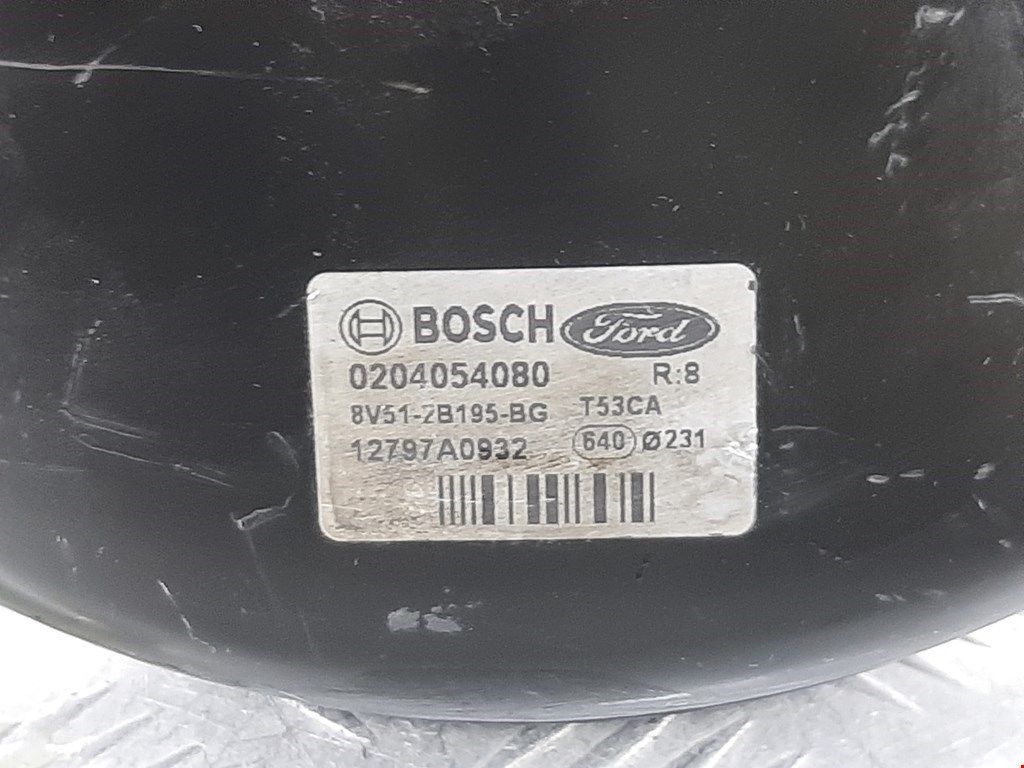 BOSCH Ford
0204054080 R:8
8V51-2B195-BG T53CA
12797A0932 640 Ø231